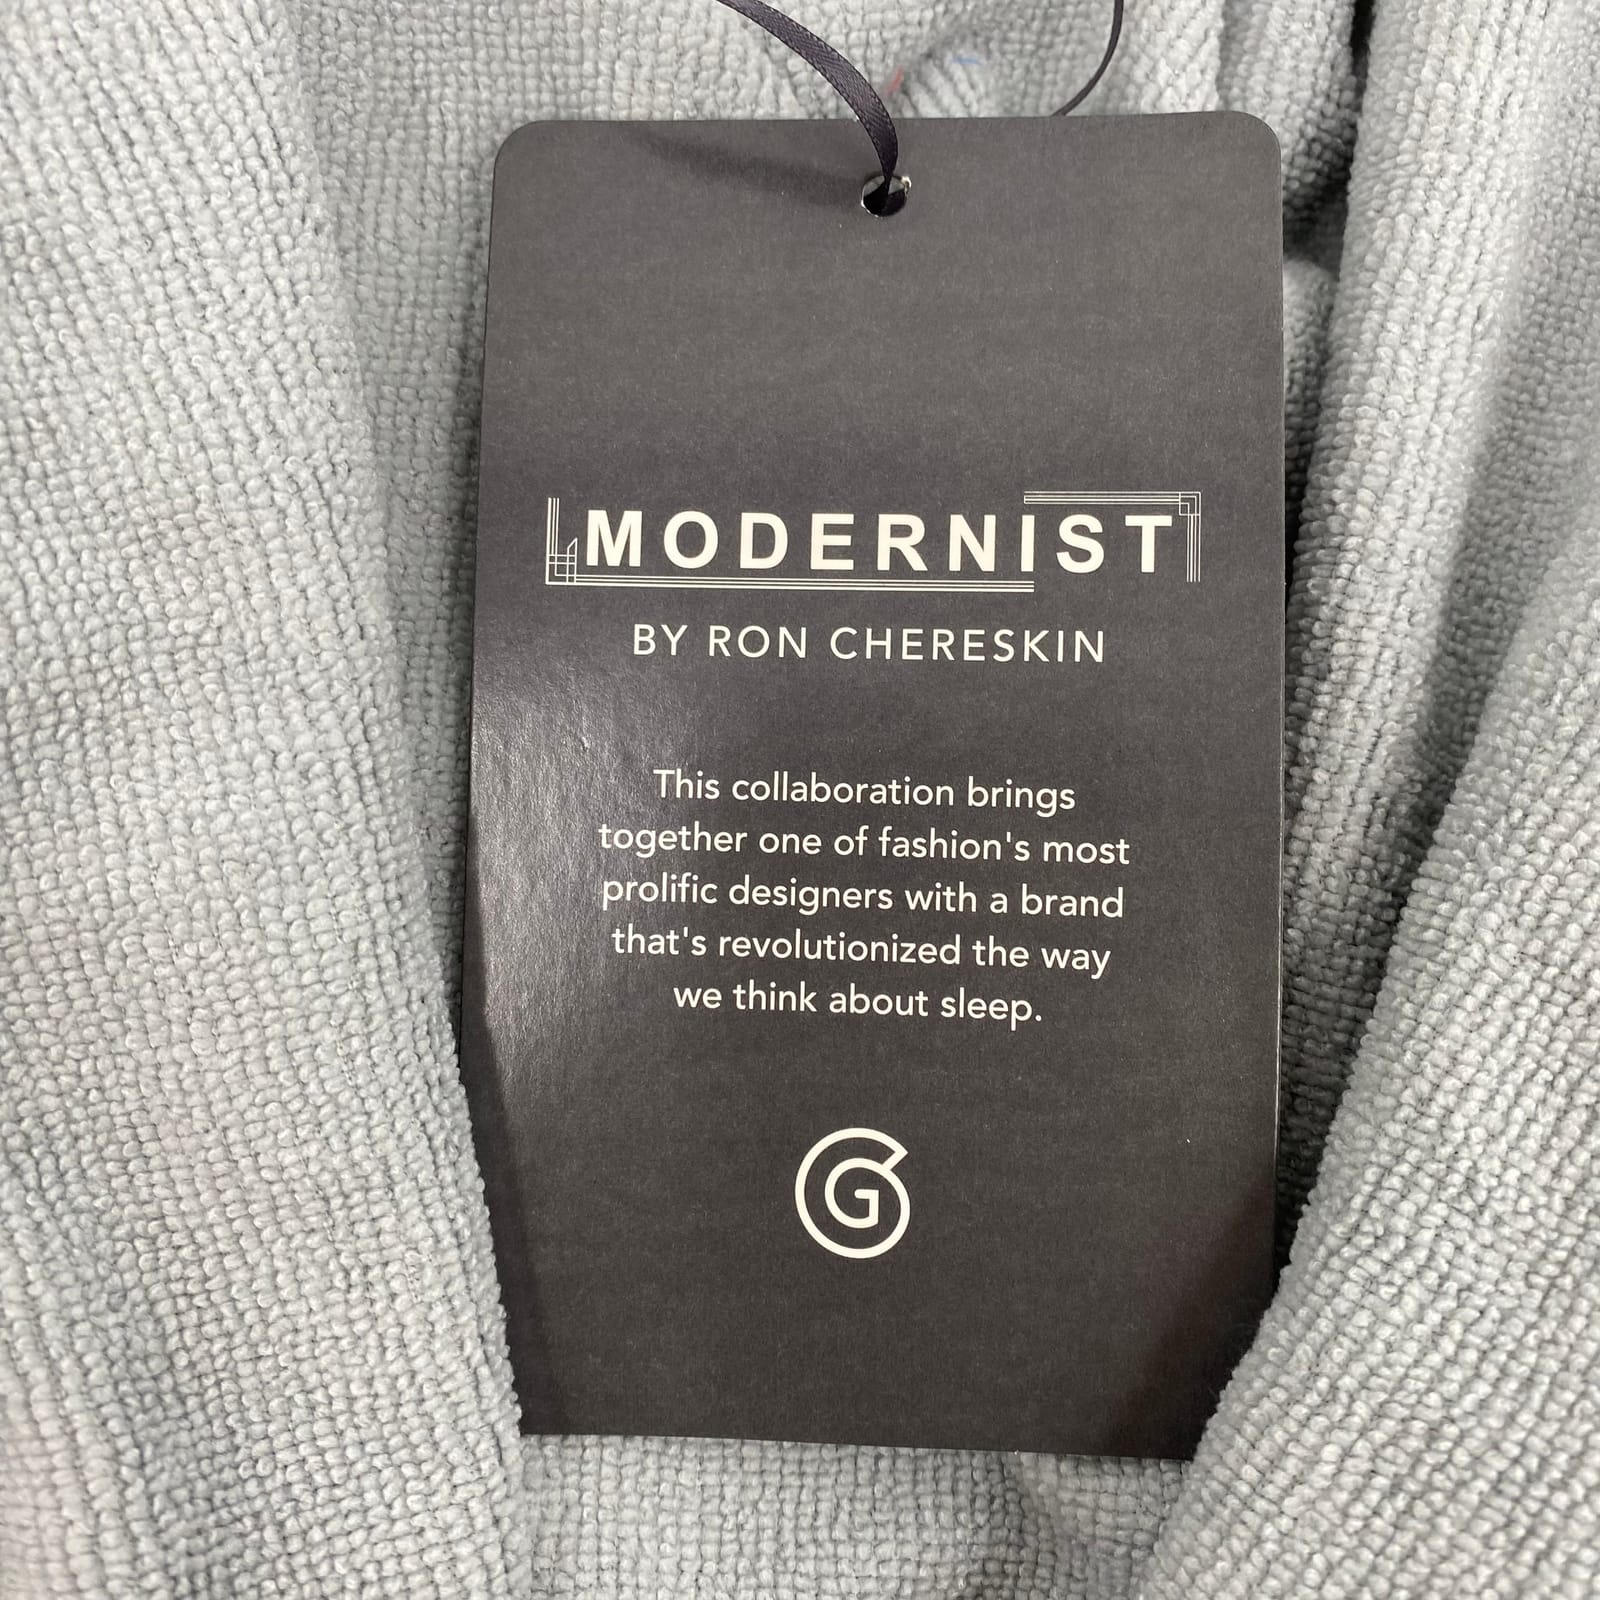 MODERNIST
BY RON CHERESKIN
This collaboration brings
together one of fashion's most
prolific designers with a brand
that's revolutionized the way
we think about sleep.
G